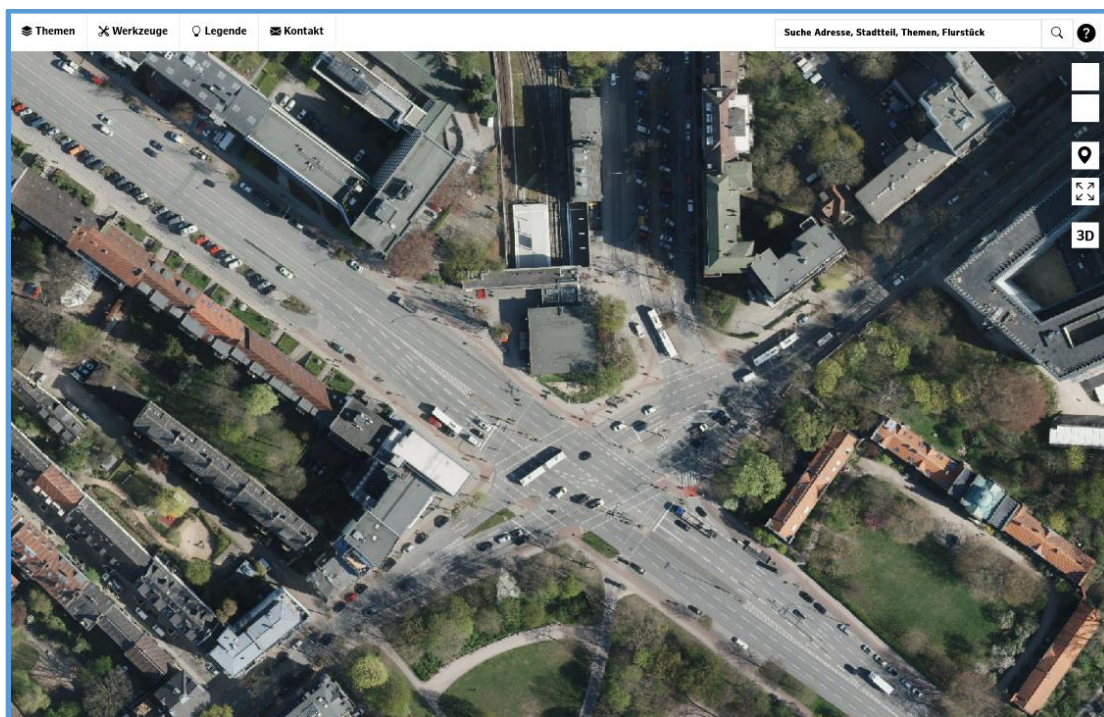 Themen Werkzeuge Legende Kontakt Suche Adresse, Stadtteil, Themen, Flurstück ?
3D